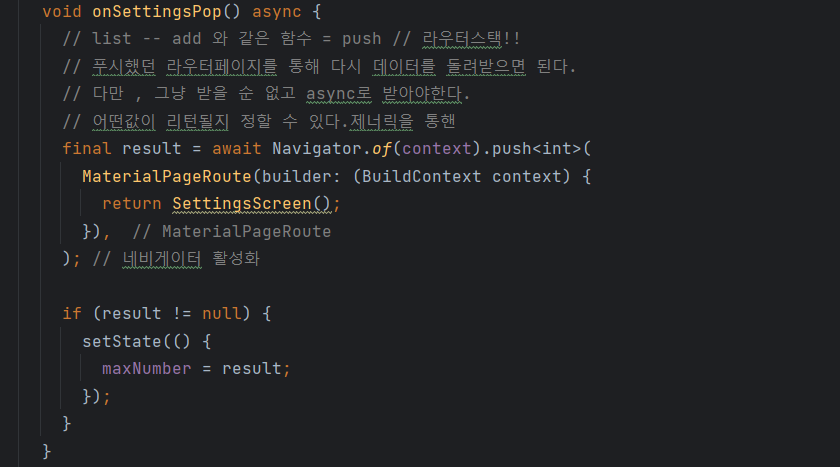 void onSettingsPop() async {
// list -- add 와 같은 함수 = push // 라우터스택!!
// 푸시했던 라우터페이지를 통해 다시 데이터를 돌려받으면 된다.
// 다만 , 그냥 받을 순 없고 async로 받아야한다.
// 어떤값이 리턴될지 정할 수 있다.제너릭을 통핸
final result = await Navigator.of(context).push<int>(
MaterialPageRoute(builder: (BuildContext context) {
return SettingsScreen();
}), // MaterialPageRoute
); // 네비게이터 활성화
if (result != null) {
setState(() {
maxNumber = result;
});
}
}